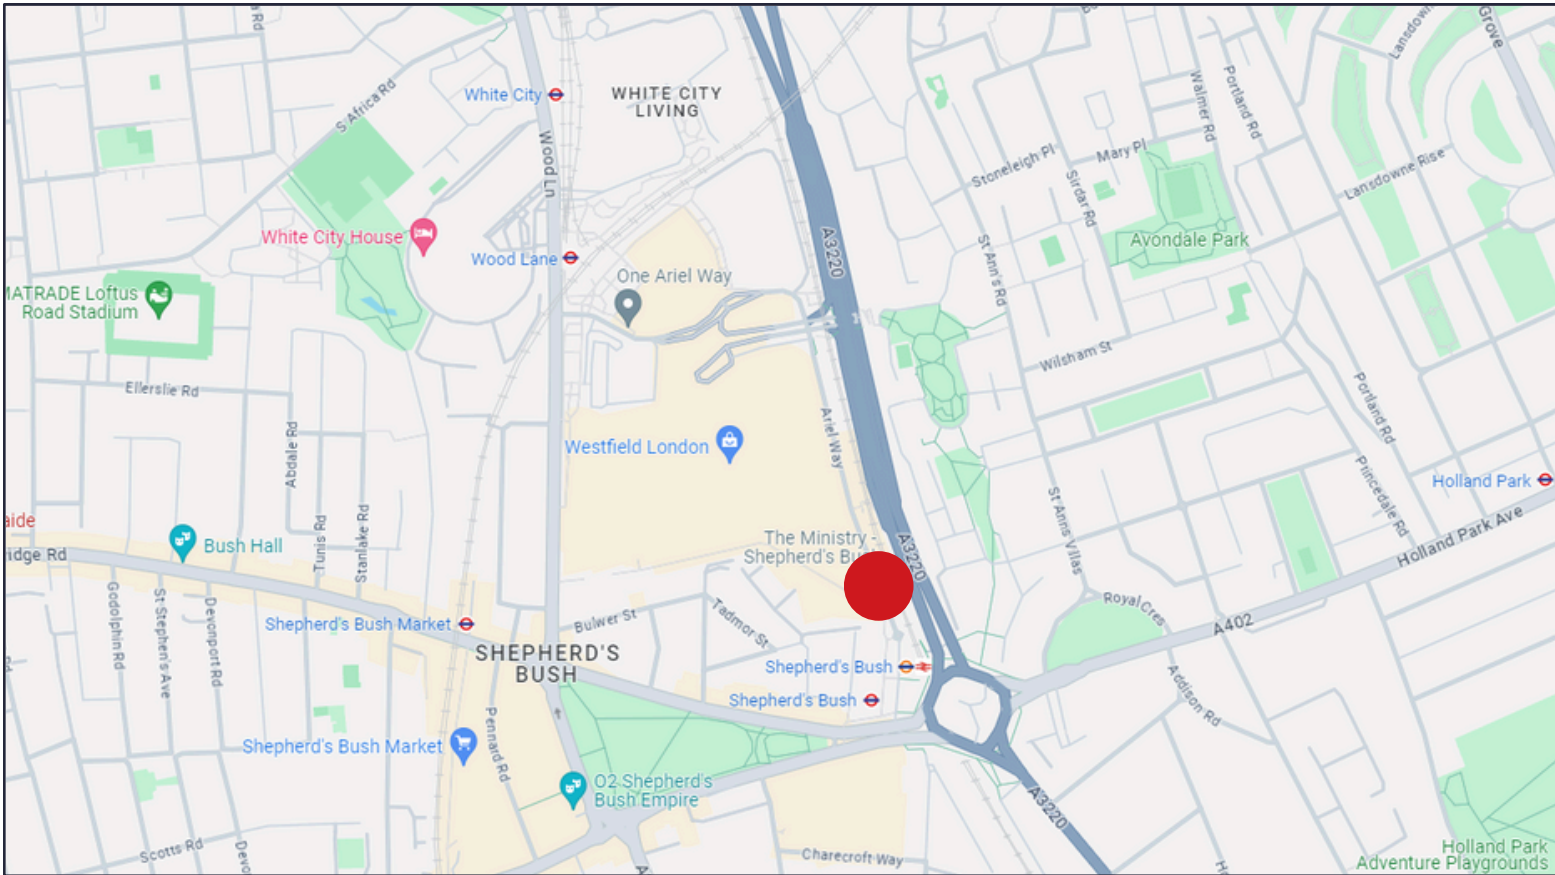 a Rd
S Africa Rd
White City
WHITE CITY
LIVING
Wood Ln
Walmer Rd
Portland Rd
Lansdown
Grove
Stoneleigh Pl
Mary Pl
Sirdar Rd
Lansdowne Rise
White City House
Wood Lane
A3220
St Ann's Rd
Avondale Park
MATRADE Loftus
Road Stadium
One Ariel Way
Wilsham St
Ellerslie Rd
Abdale Rd
Westfield London
Ariel Way
Portland Rd
Princedale Rd
Holland Park
Holland Park Ave
aide
idge Rd
Bush Hall
Tunis Rd
Stanlake Rd
The Ministry -
Shepherd's Bu
A3220
St Anns Villas
Godolphin Rd
St Stephen's Ave
Devonport Rd
Shepherd's Bush Market
Bulwer St
Tadmor St
Royal Cres
A402
SHEPHERD'S
BUSH
Shepherd's Bush
Shepherd's Bush
Addison Rd
Pennard Rd
Shepherd's Bush Market
O2 Shepherd's
Bush Empire
A3220
Scotts Rd
Devo
Charecroft Way
A
Ho
Holland Park
Adventure Playgrounds